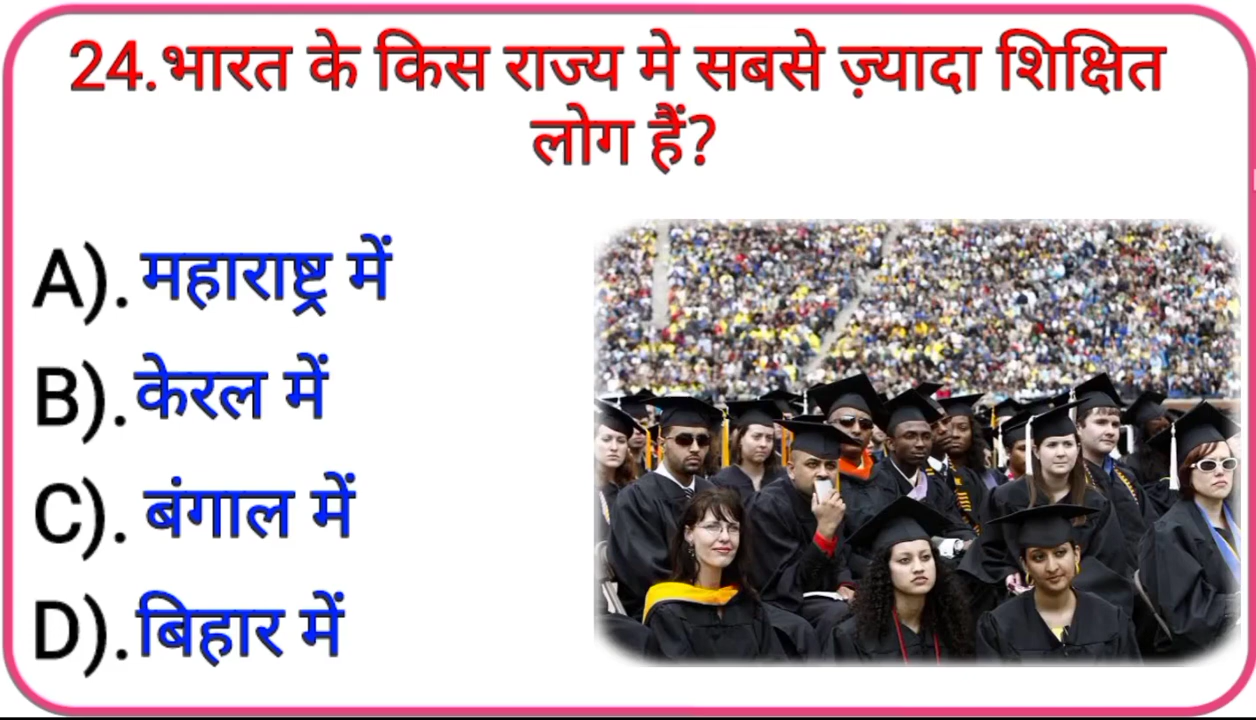 24.भारत के किस राज्य मे सबसे ज़्यादा शिक्षित
लोग हैं?
A). महाराष्ट्र में
B). केरल में
C). बंगाल में
D). बिहार में